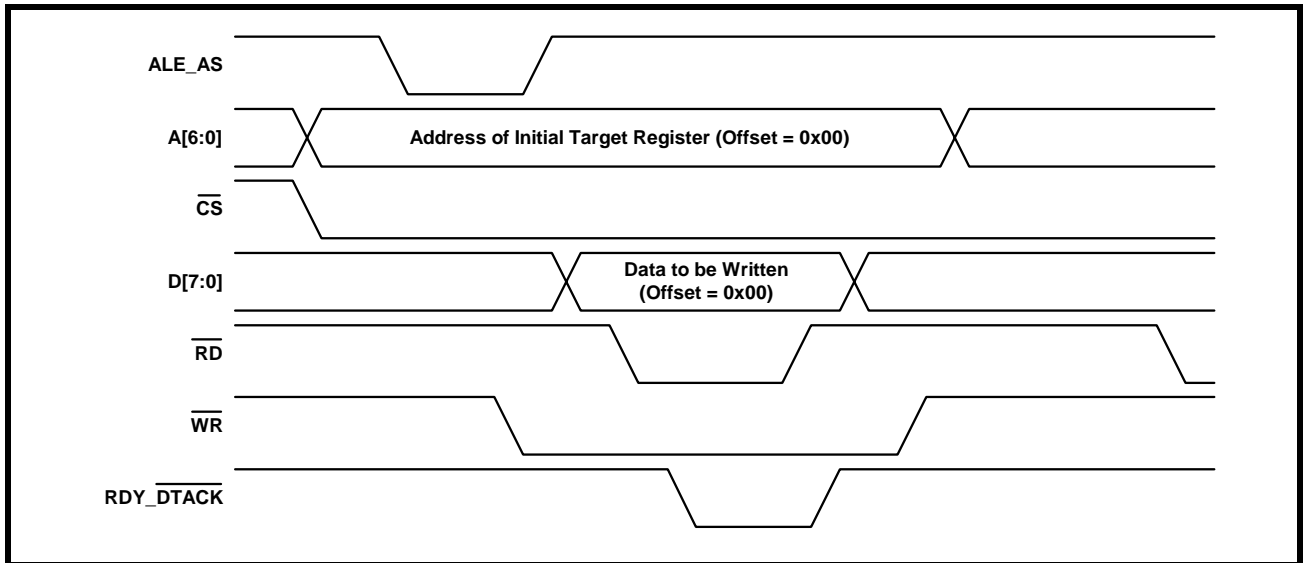 ALE_AS
A[6:0]
Address of Initial Target Register (Offset = 0x00)
CS
D[7:0]
Data to be Written
(Offset = 0x00)
RD
WR
RDY_DTACK